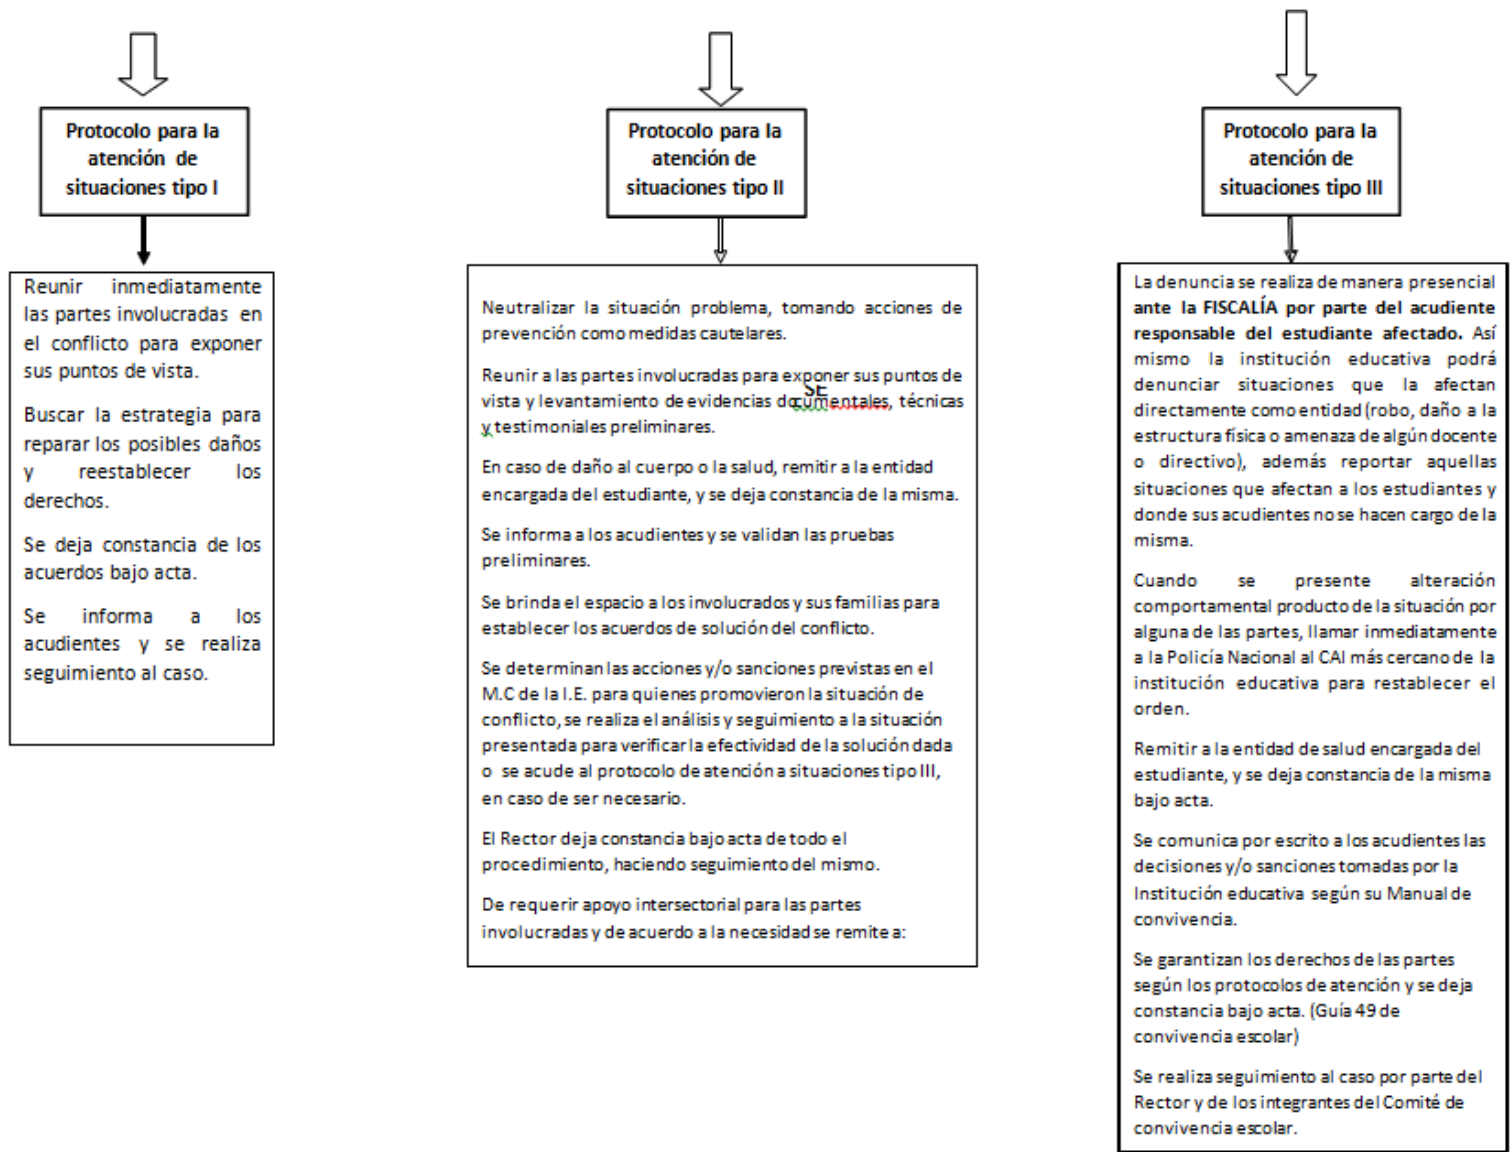 Protocolo para la
atención de
situaciones tipo I
Reunir inmediatamente
las partes involucradas en
el conflicto para exponer
sus puntos de vista.
Buscar la estrategia para
reparar los posibles daños
y reestablecer los
derechos.
Se deja constancia de los
acuerdos bajo acta.
Se informa a los
acudientes y se realiza
seguimiento al caso.
Protocolo para la
atención de
situaciones tipo II
Neutralizar la situación problema, tomando acciones de
prevención como medidas cautelares.
Reunir a las partes involucradas para exponer sus puntos de
SE
vista y levantamiento de evidencias documentales, técnicas
y testimoniales preliminares.
En caso de daño al cuerpo o la salud, remitir a la entidad
encargada del estudiante, y se deja constancia de la misma.
Se informa a los acudientes y se validan las pruebas
preliminares.
Se brinda el espacio a los involucrados y sus familias para
establecer los acuerdos de solución del conflicto.
Se determinan las acciones y/o sanciones previstas en el
M.C de la I.E. para quienes promovieron la situación de
conflicto, se realiza el análisis y seguimiento a la situación
presentada para verificar la efectividad de la solución dada
o se acude al protocolo de atención a situaciones tipo III,
en caso de ser necesario.
El Rector deja constancia bajo acta de todo el
procedimiento, haciendo seguimiento del mismo.
De requerir apoyo intersectorial para las partes
involucradas y de acuerdo a la necesidad se remite a:
Protocolo para la
atención de
situaciones tipo III
La denuncia se realiza de manera presencial
ante la FISCALÍA por parte del acudiente
responsable del estudiante afectado. Así
mismo la institución educativa podrá
denunciar situaciones que la afectan
directamente como entidad (robo, daño a la
estructura física o amenaza de algún docente
o directivo), además reportar aquellas
situaciones que afectan a los estudiantes y
donde sus acudientes no se hacen cargo de la
misma.
Cuando se presente alteración
comportamental producto de la situación por
alguna de las partes, llamar inmediatamente
a la Policía Nacional al CAI más cercano de la
institución educativa para restablecer el
orden.
Remitir a la entidad de salud encargada del
estudiante, y se deja constancia de la misma
bajo acta.
Se comunica por escrito a los acudientes las
decisiones y/o sanciones tomadas por la
Institución educativa según su Manual de
convivencia.
Se garantizan los derechos de las partes
según los protocolos de atención y se deja
constancia bajo acta. (Guía 49 de
convivencia escolar)
Se realiza seguimiento al caso por parte del
Rector y de los integrantes del Comité de
convivencia escolar.